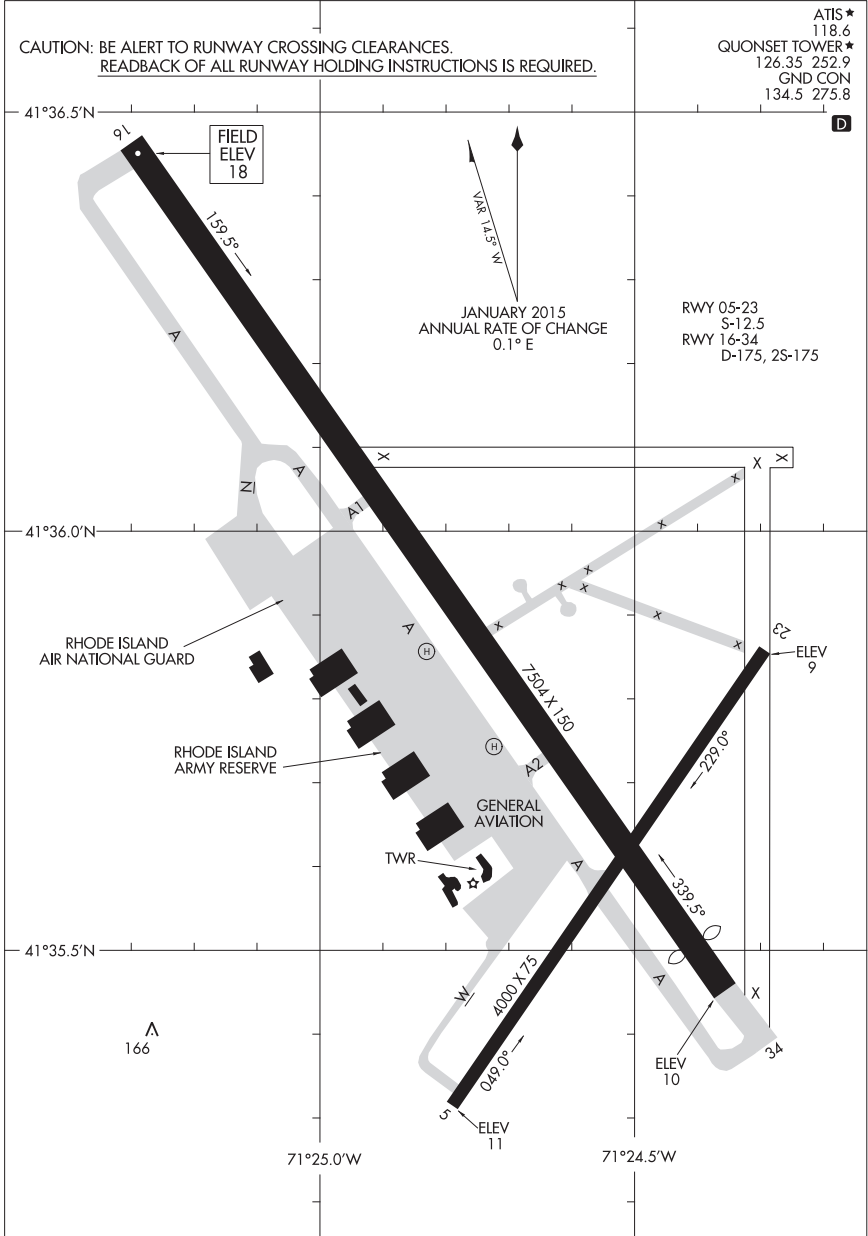 ATIS★
118.6
QUONSET TOWER★
126.35 252.9
GND CON
134.5 275.8
D
CAUTION: BE ALERT TO RUNWAY CROSSING CLEARANCES.
READBACK OF ALL RUNWAY HOLDING INSTRUCTIONS IS REQUIRED.
41°36.5'N
16
FIELD
ELEV
18
159.5°
VAR 14.5° W
JANUARY 2015
ANNUAL RATE OF CHANGE
0.1° E
RWY 05-23
S-12.5
RWY 16-34
D-175, 2S-175
A
X
X
X
A
N
A1
X
X
41°36.0'N
X
X
X
X
X
X
23
A
H
RHODE ISLAND
AIR NATIONAL GUARD
ELEV
9
7504 X 150
H
RHODE ISLAND
ARMY RESERVE
A2
229.0°
GENERAL
AVIATION
TWR
A
339.5°
41°35.5'N
A
W
4000 X 75
X
166
049.0°
34
ELEV
10
5
ELEV
11
71°25.0'W
71°24.5'W